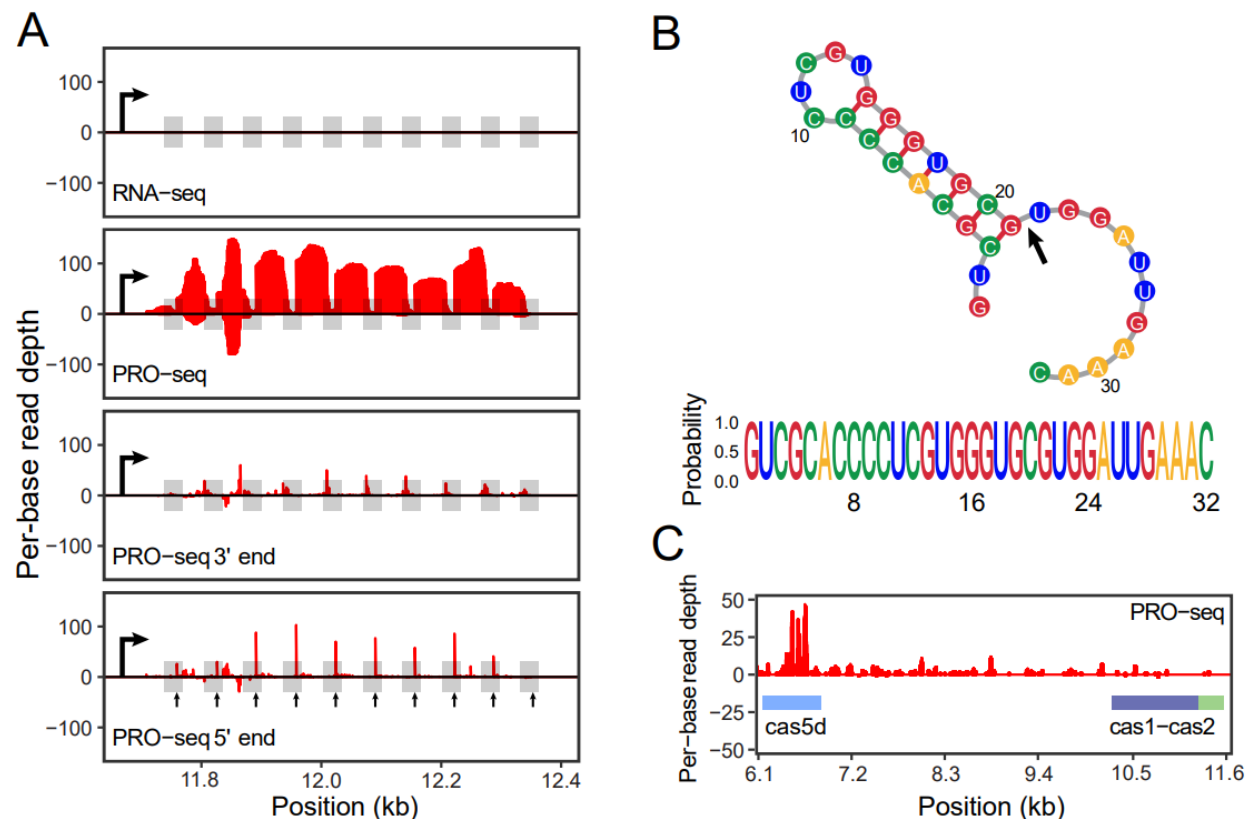 A
Per-base read depth
100
0
−100
RNA−seq
100
0
−100
PRO−seq
100
0
−100
PRO−seq 3' end
100
0
−100
PRO−seq 5' end
11.8 12.0 12.2 12.4
Position (kb)
B
G U C G C A C C C C U C G U G G G U G C G U G G A U U G A A A C
10
20
30
Probability
1.0
0.5
0.0
GUCGCACCCCUCGUGGGUGCGUGGAUUGAAAC
8 16 24 32
C
Per-base read depth
50
25
0
−25
−50
PRO−seq
cas5d
cas1−cas2
6.1 7.2 8.3 9.4 10.5 11.6
Position (kb)